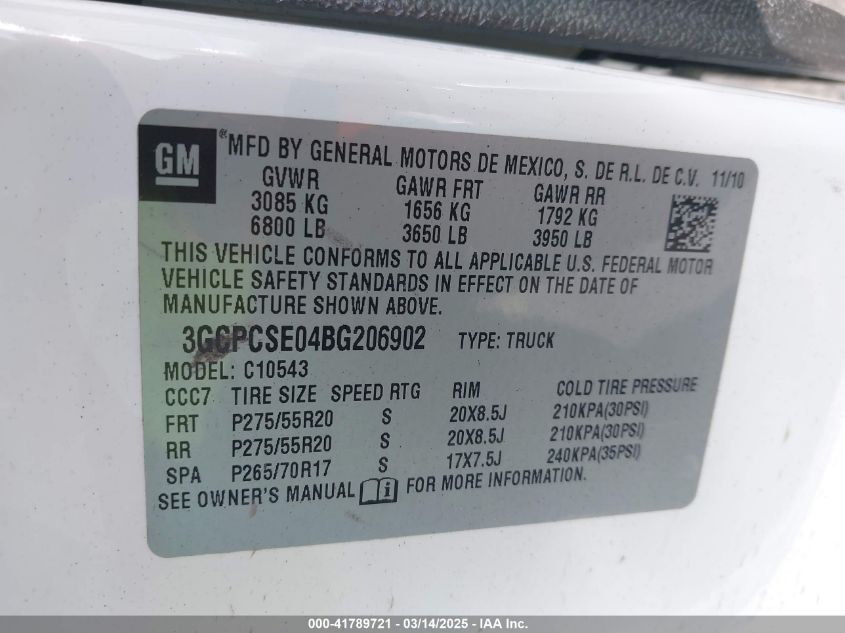 GM
®MFD BY GENERAL MOTORS DE MEXICO, S. DE R.L. DE C.V. 11/10
GVWR GAWR FRT GAWR RR
3085 KG 1656 KG 1792 KG
6800 LB 3650 LB 3950 LB
THIS VEHICLE CONFORMS TO ALL APPLICABLE U.S. FEDERAL MOTOR
VEHICLE SAFETY STANDARDS IN EFFECT ON THE DATE OF
MANUFACTURE SHOWN ABOVE.
3GCPCSE04BG206902 TYPE: TRUCK
MODEL: C10543
CCC7 TIRE SIZE SPEED RTG RIM COLD TIRE PRESSURE
FRT P275/55R20 S 20X8.5J 210KPA(30PSI)
RR P275/55R20 S 20X8.5J 210KPA(30PSI)
SPA P265/70R17 S 17X7.5J 240KPA(35PSI)
SEE OWNER'S MANUAL i FOR MORE INFORMATION.
000-41789721 - 03/14/2025 - IAA Inc.